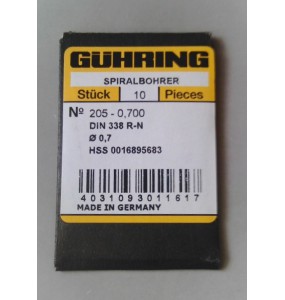 GÜHRING
SPIRALBOHRER
Stück 10 Pieces
№ 205 - 0,700
DIN 338 R-N
Ø 0,7
HSS 0016895683
4031093011617
MADE IN GERMANY